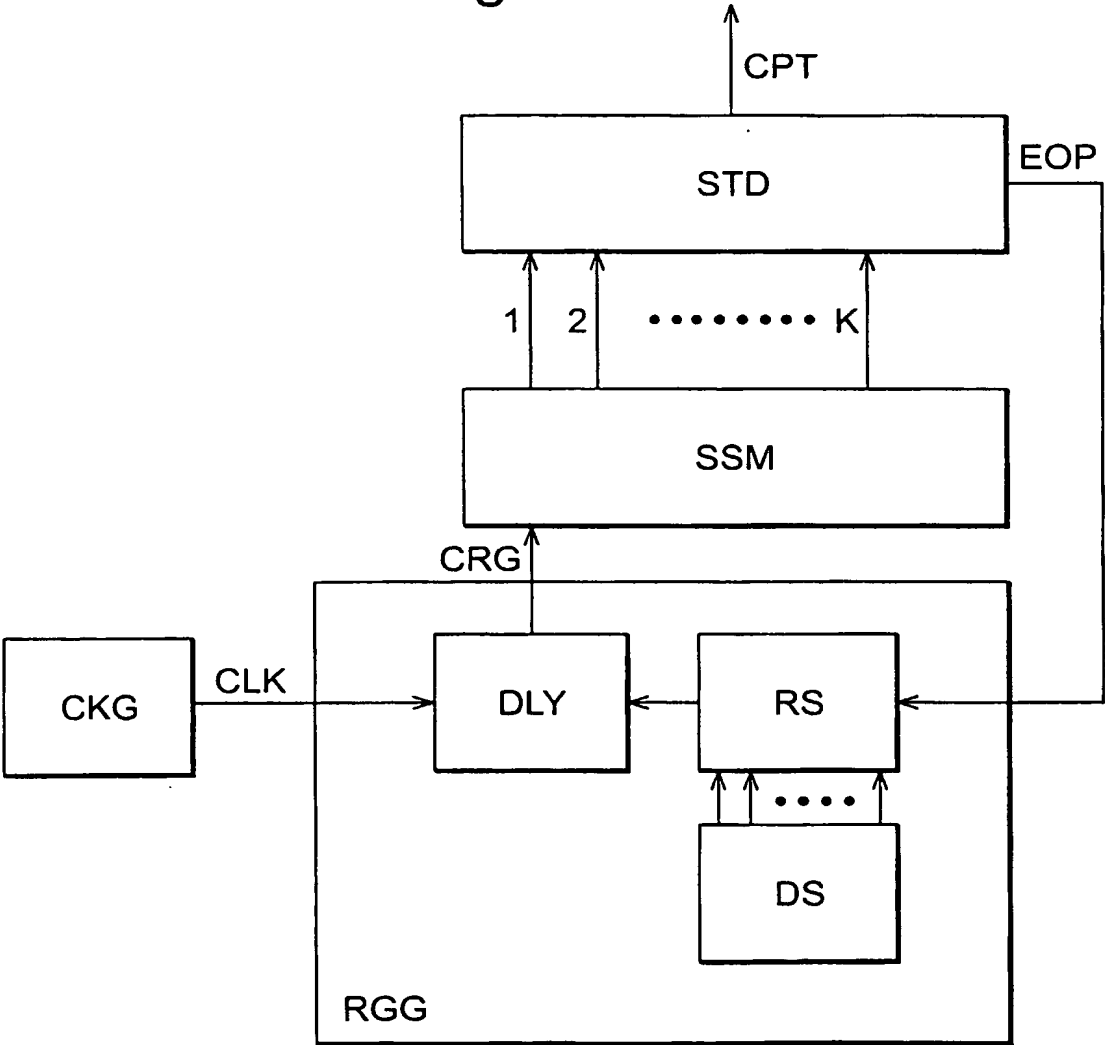 CPT
STD
EOP
1 2 ........ K
SSM
CRG
CKG
CLK
DLY
RS
....
DS
RGG